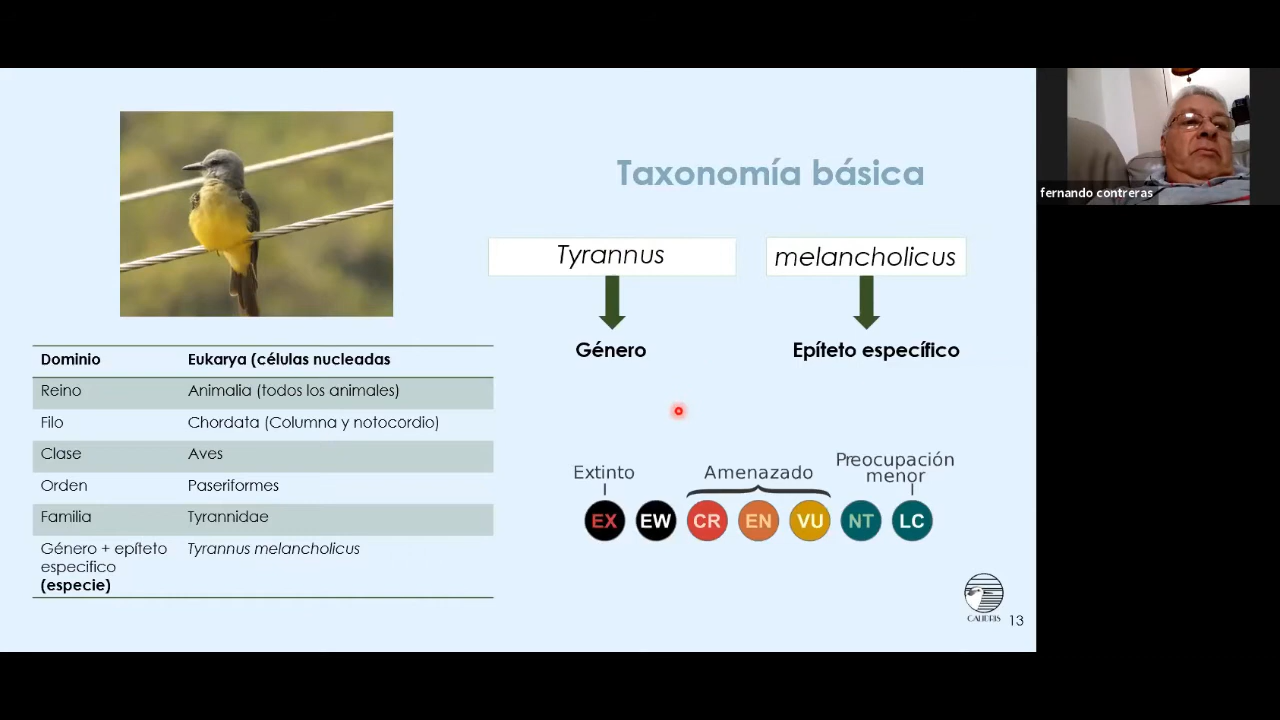 Taxonomía básica
Tyrannus melancholicus
Género Epíteto específico
Dominio Eukarya (células nucleadas
Reino Animalia (todos los animales)
Filo Chordata (Columna y notocordio)
Clase Aves
Orden Paseriformes
Familia Tyrannidae
Género + epíteto Tyrannus melancholicus
especifico
(especie)
Extinto Amenazado Preocupación
menor
EX EW CR EN VU NT LC
CALIDRIS
13
fernando contreras